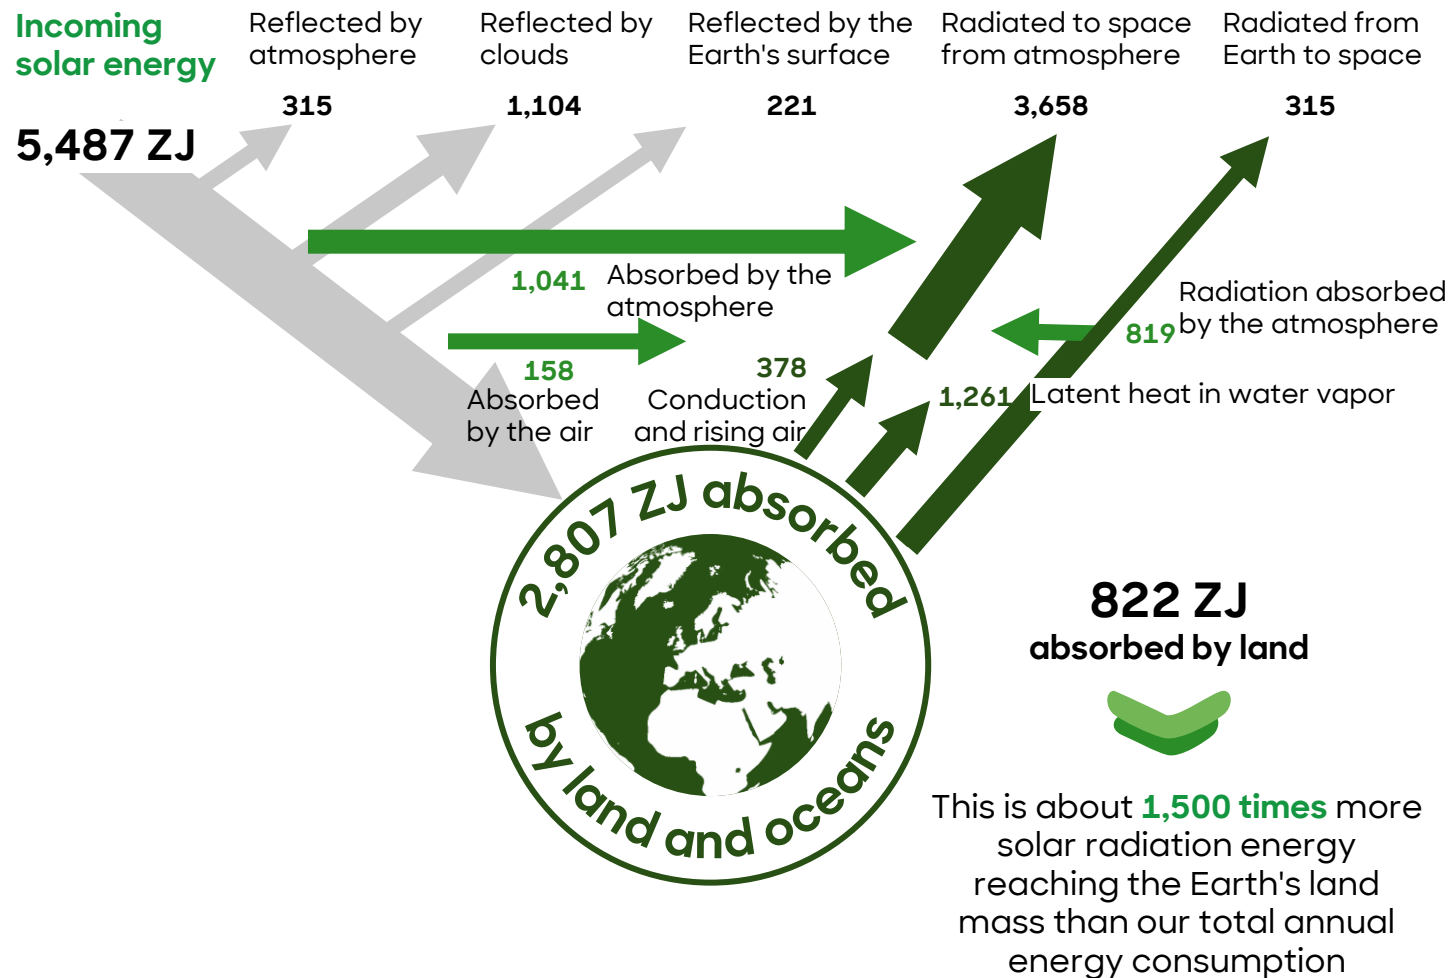 Incoming
solar energy
5,487 ZJ
Reflected by
atmosphere
315
Reflected by
clouds
1,104
Reflected by the
Earth's surface
221
Radiated to space
from atmosphere
3,658
Radiated from
Earth to space
315
1,041
Absorbed by the
atmosphere
158
Absorbed
by the air
378
Conduction
and rising air
819
Radiation absorbed
by the atmosphere
1,261
Latent heat in water vapor
2,807 ZJ absorbed
by land and oceans
822 ZJ
absorbed by land
This is about 1,500 times more
solar radiation energy
reaching the Earth's land
mass than our total annual
energy consumption